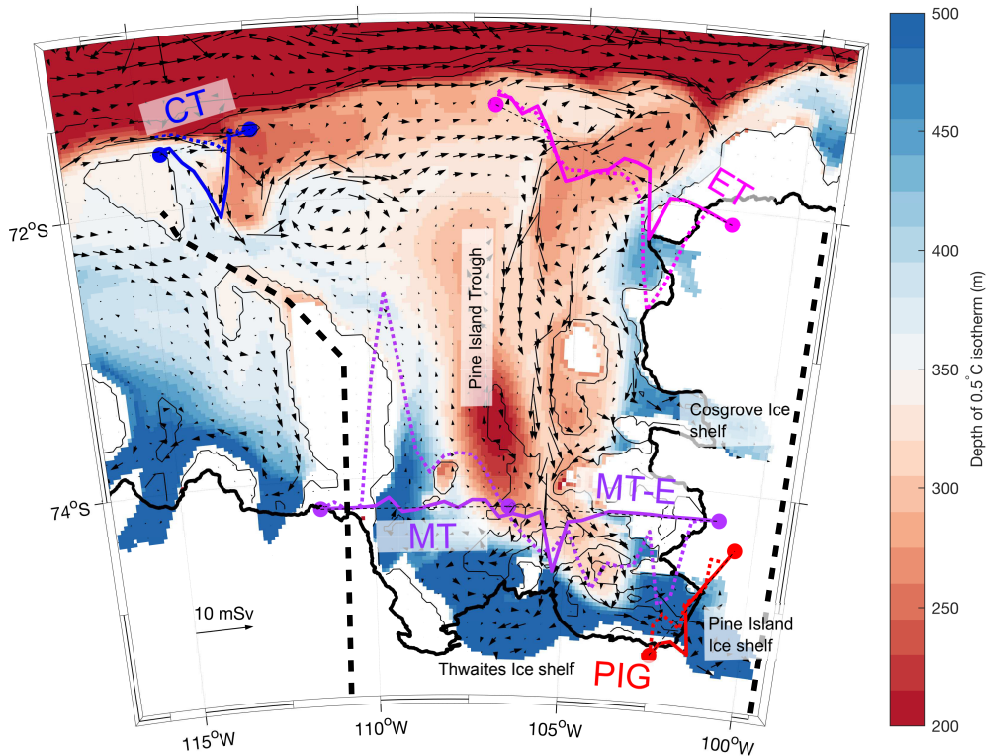 CT
ET
72°S
Pine Island Trough
Cosgrove Ice
shelf
74°S
MT
MT-E
10 mSv
Pine Island
Ice shelf
Thwaites Ice shelf
PIG
115°W
110°W
105°W
100°W
500
450
400
350
300
250
200
Depth of 0.5°C isotherm (m)